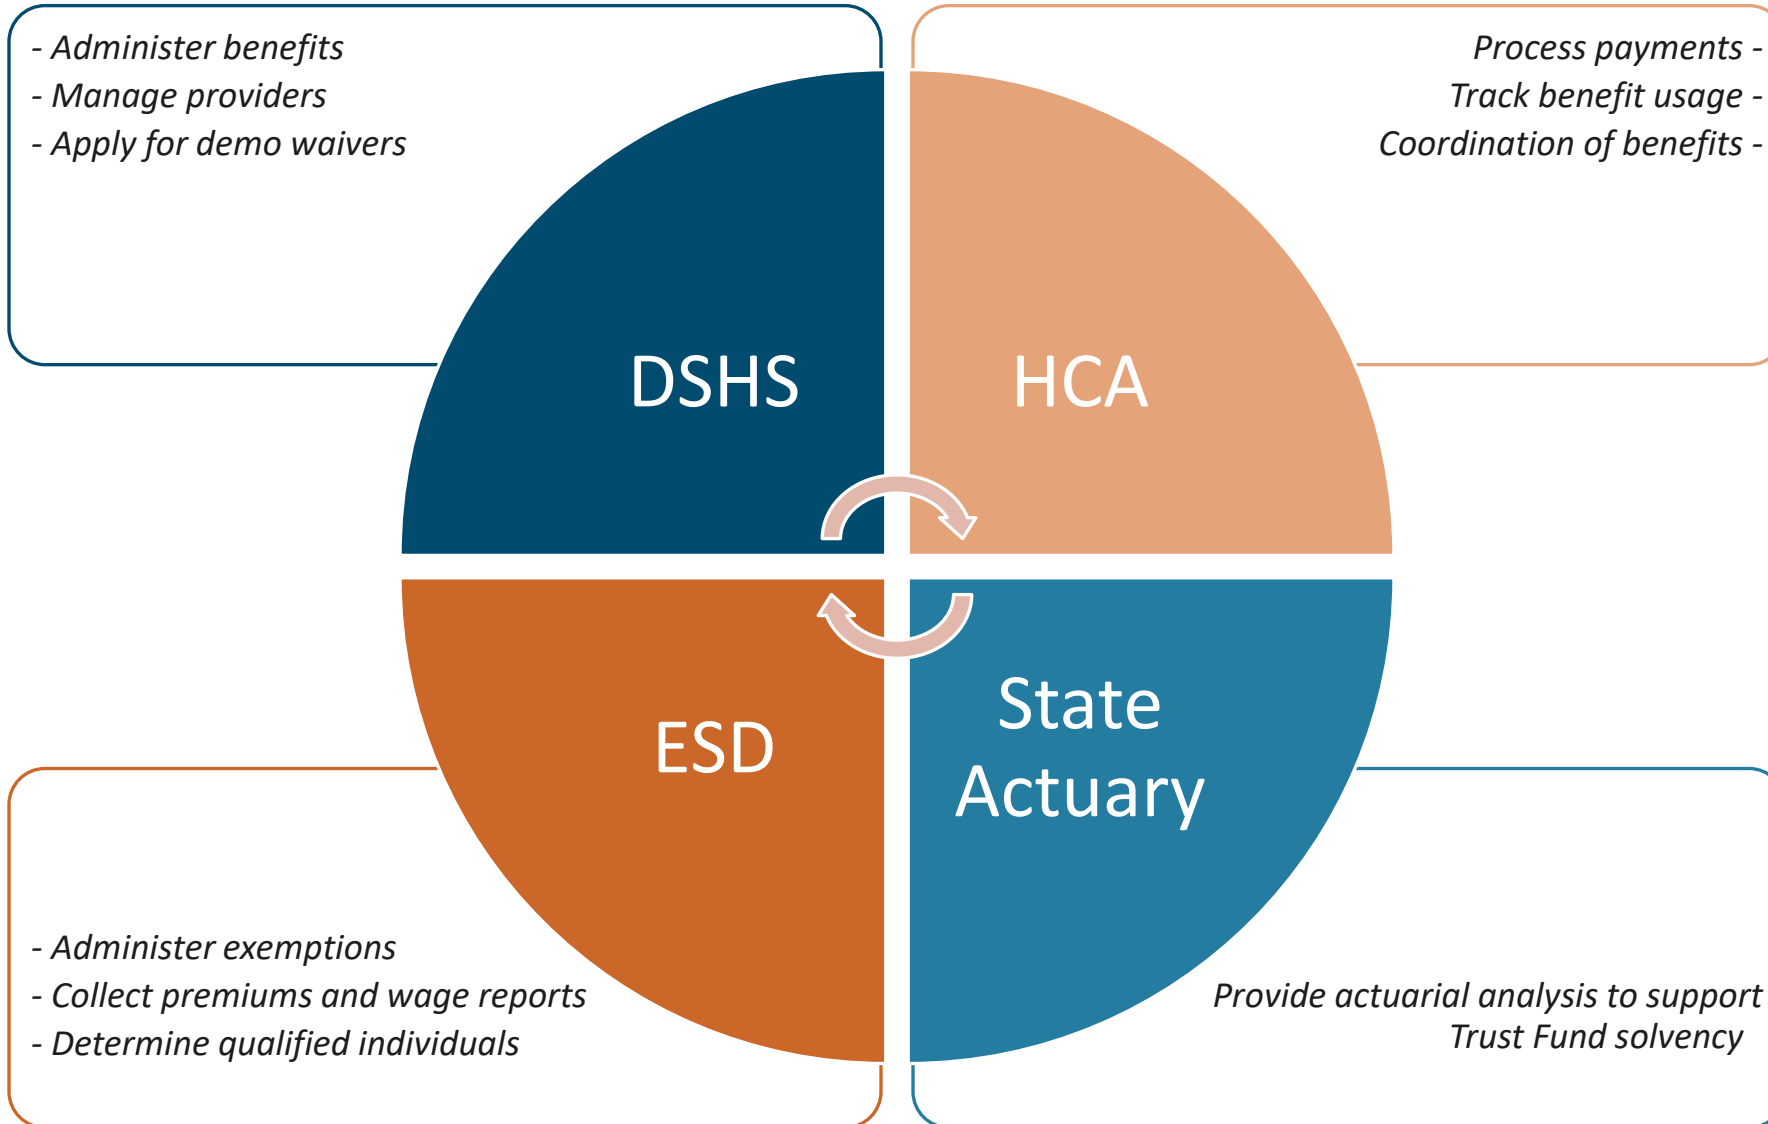 - Administer benefits
- Manage providers
- Apply for demo waivers
Process payments -
Track benefit usage -
Coordination of benefits -
DSHS
HCA
ESD
State
Actuary
- Administer exemptions
- Collect premiums and wage reports
- Determine qualified individuals
Provide actuarial analysis to support
Trust Fund solvency